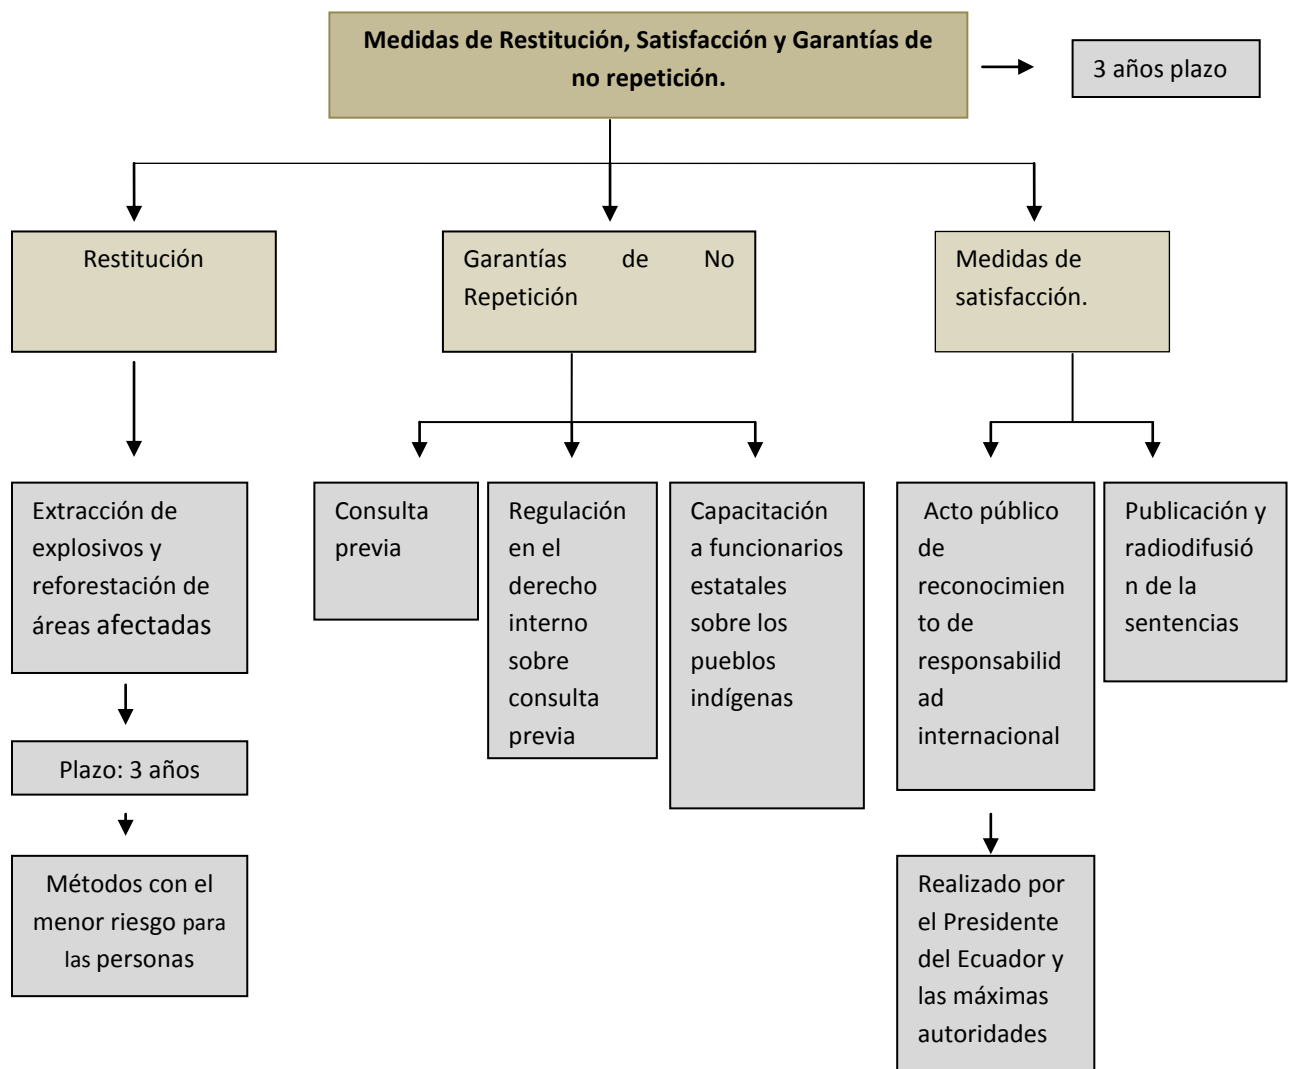 Medidas de Restitución, Satisfacción y Garantías de
no repetición.
3 años plazo
Restitución
Garantías de No
Repetición
Medidas de
satisfacción.
Extracción de
explosivos y
reforestación de
áreas afectadas
Plazo: 3 años
Métodos con el
menor riesgo para
las personas
Consulta
previa
Regulación
en el
derecho
interno
sobre
consulta
previa
Capacitación
a funcionarios
estatales
sobre los
pueblos
indígenas
Acto público
de
reconocimien
to de
responsabilid
ad
internacional
Realizado por
el Presidente
del Ecuador y
las máximas
autoridades
Publicación y
radiodifusió
n de la
sentencias